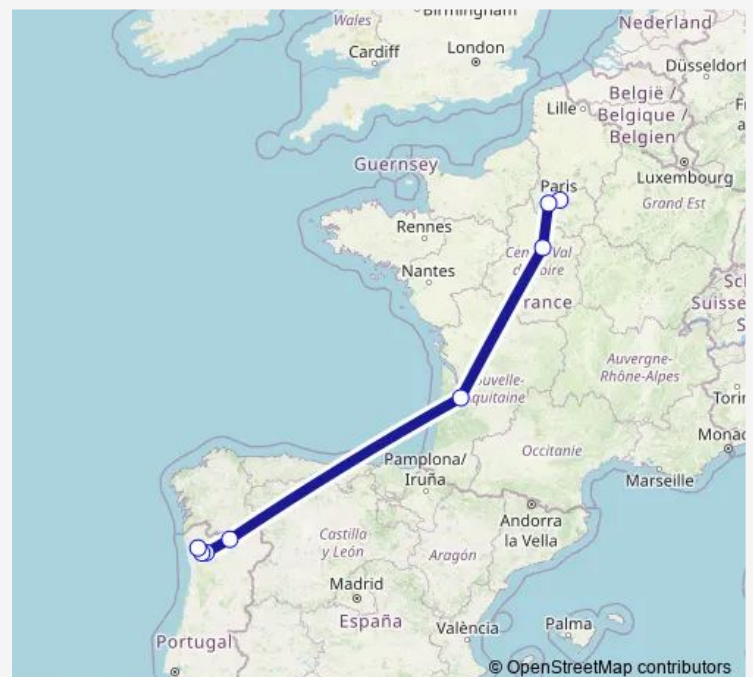 Birmingham
Wales
Nederland
Cardiff
London
Düsseldorf
België /
Belgique /
Belgien
Lille
Guernsey
Luxembourg
Paris
Grand Est
Rennes
Nantes
France
Suisse
Auvergne-
Rhône-Alpes
Occitanie
Pamplona/
Iruña
Marseille
Andorra
la Vella
Castilla
y León
Aragón
Madrid
España
València
Palma
Portugal
© OpenStreetMap contributors